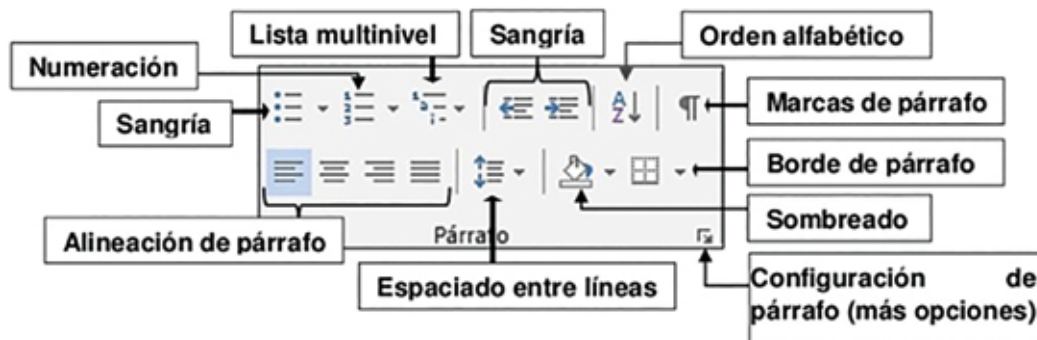 Lista multinivel
Sangría
Orden alfabético
Numeración
Marcas de párrafo
Sangría
Borde de párrafo
Sombreado
Alineación de párrafo
Párrafo
Espaciado entre líneas
Configuración de
párrafo (más opciones)